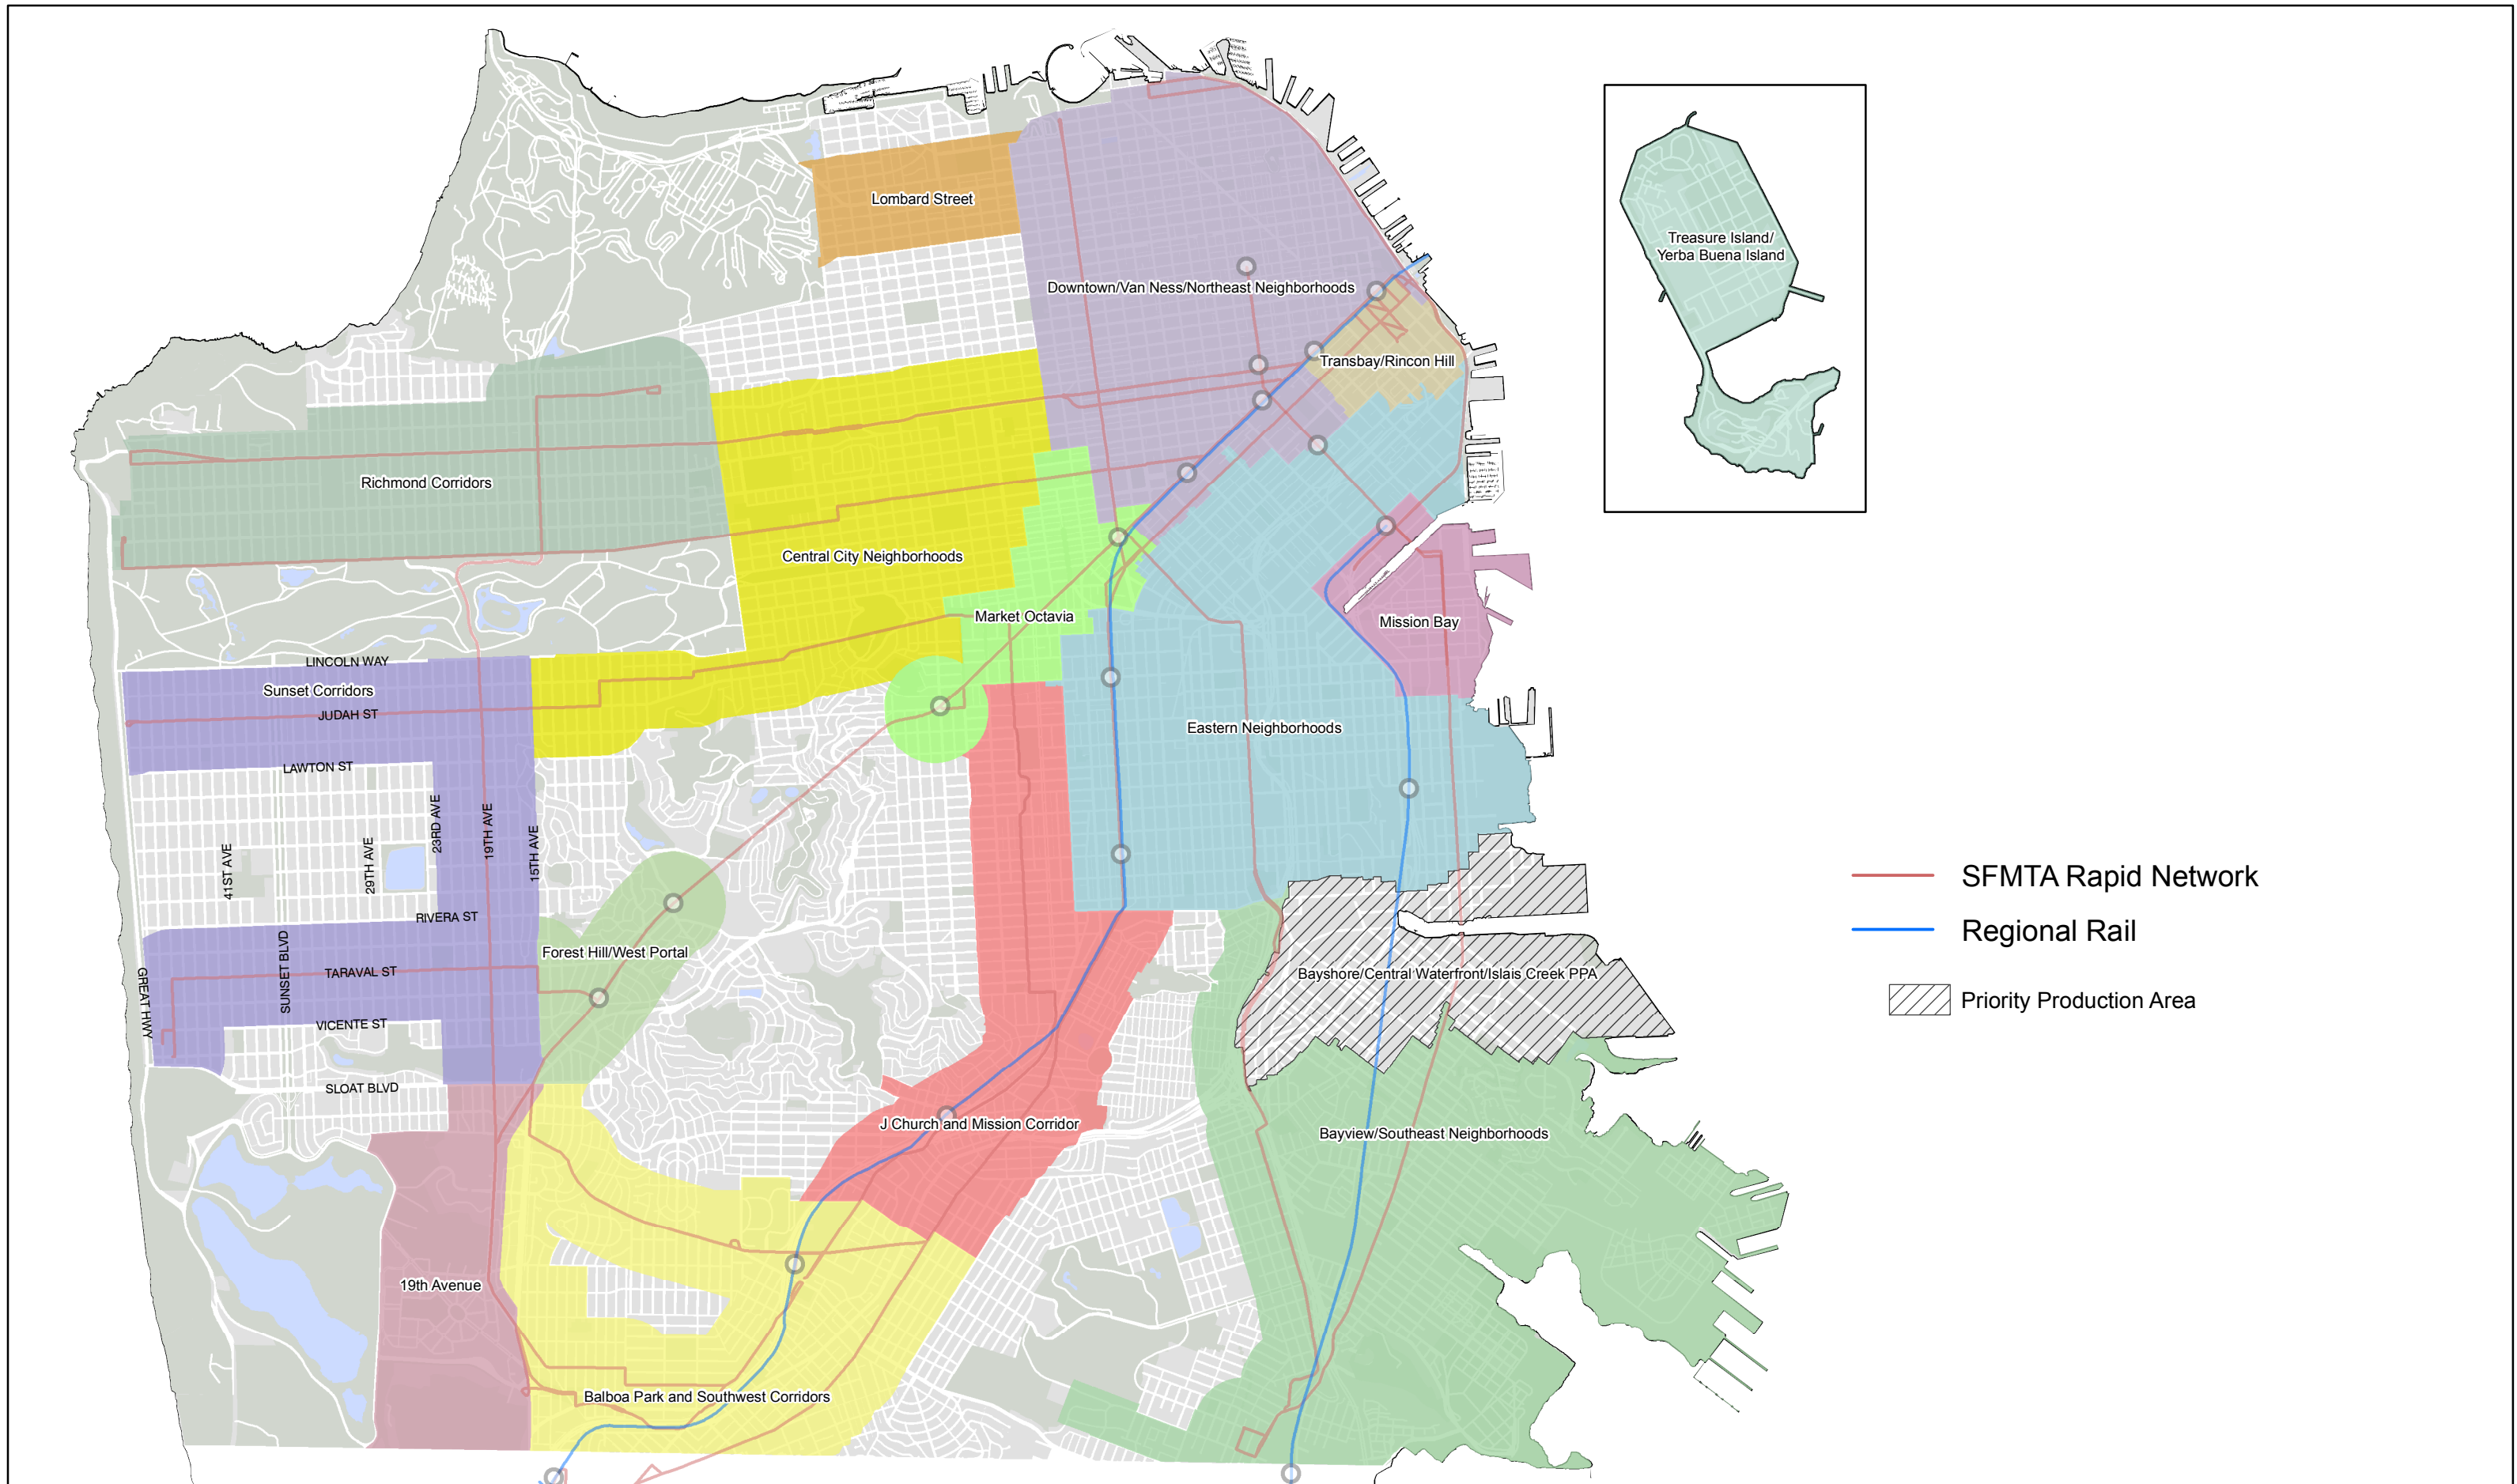 Lombard Street
Treasure Island/
Yerba Buena Island
Downtown/Van Ness/Northeast Neighborhoods
Transbay/Rincon Hill
Richmond Corridors
Central City Neighborhoods
Market Octavia
Mission Bay
LINCOLN WAY
Sunset Corridors
JUDAH ST
Eastern Neighborhoods
LAWTON ST
41ST AVE
29TH AVE
23RD AVE
19TH AVE
15TH AVE
SFMTA Rapid Network
RIVERA ST
Regional Rail
Forest Hill/West Portal
GREAT HWY
SUNSET BLVD
TARAVAL ST
Bayshore/Central Waterfront/Islais Creek PPA
Priority Production Area
VICENTE ST
SLOAT BLVD
J Church and Mission Corridor
Bayview/Southeast Neighborhoods
19th Avenue
Balboa Park and Southwest Corridors